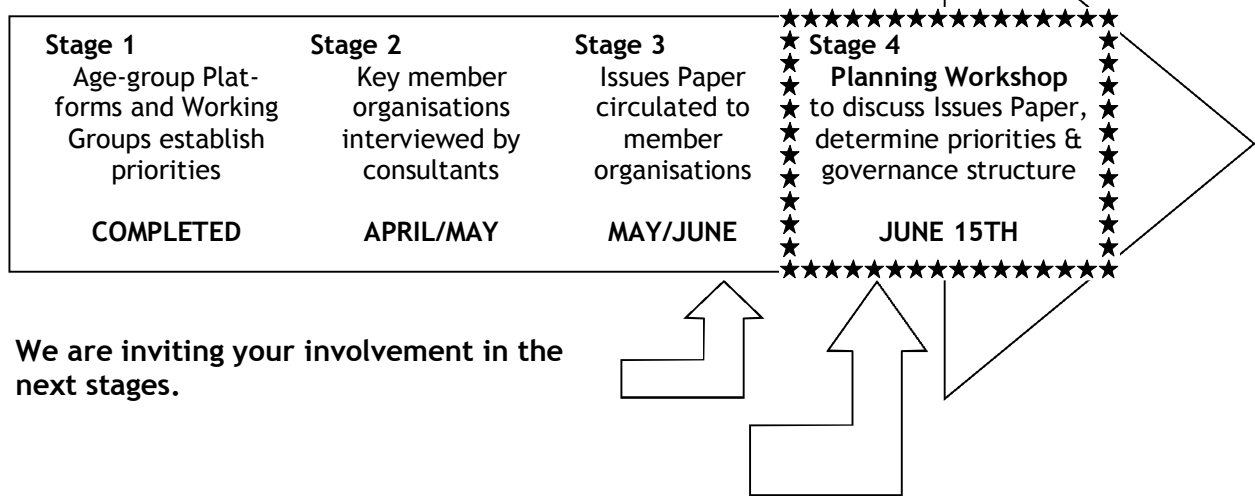 Stage 1
Age-group Plat-
forms and Working
Groups establish
priorities
COMPLETED
Stage 2
Key member
organisations
interviewed by
consultants
APRIL/MAY
Stage 3
Issues Paper
circulated to
member
organisations
MAY/JUNE
Stage 4
Planning Workshop
to discuss Issues Paper,
determine priorities &
governance structure
JUNE 15TH
We are inviting your involvement in the
next stages.